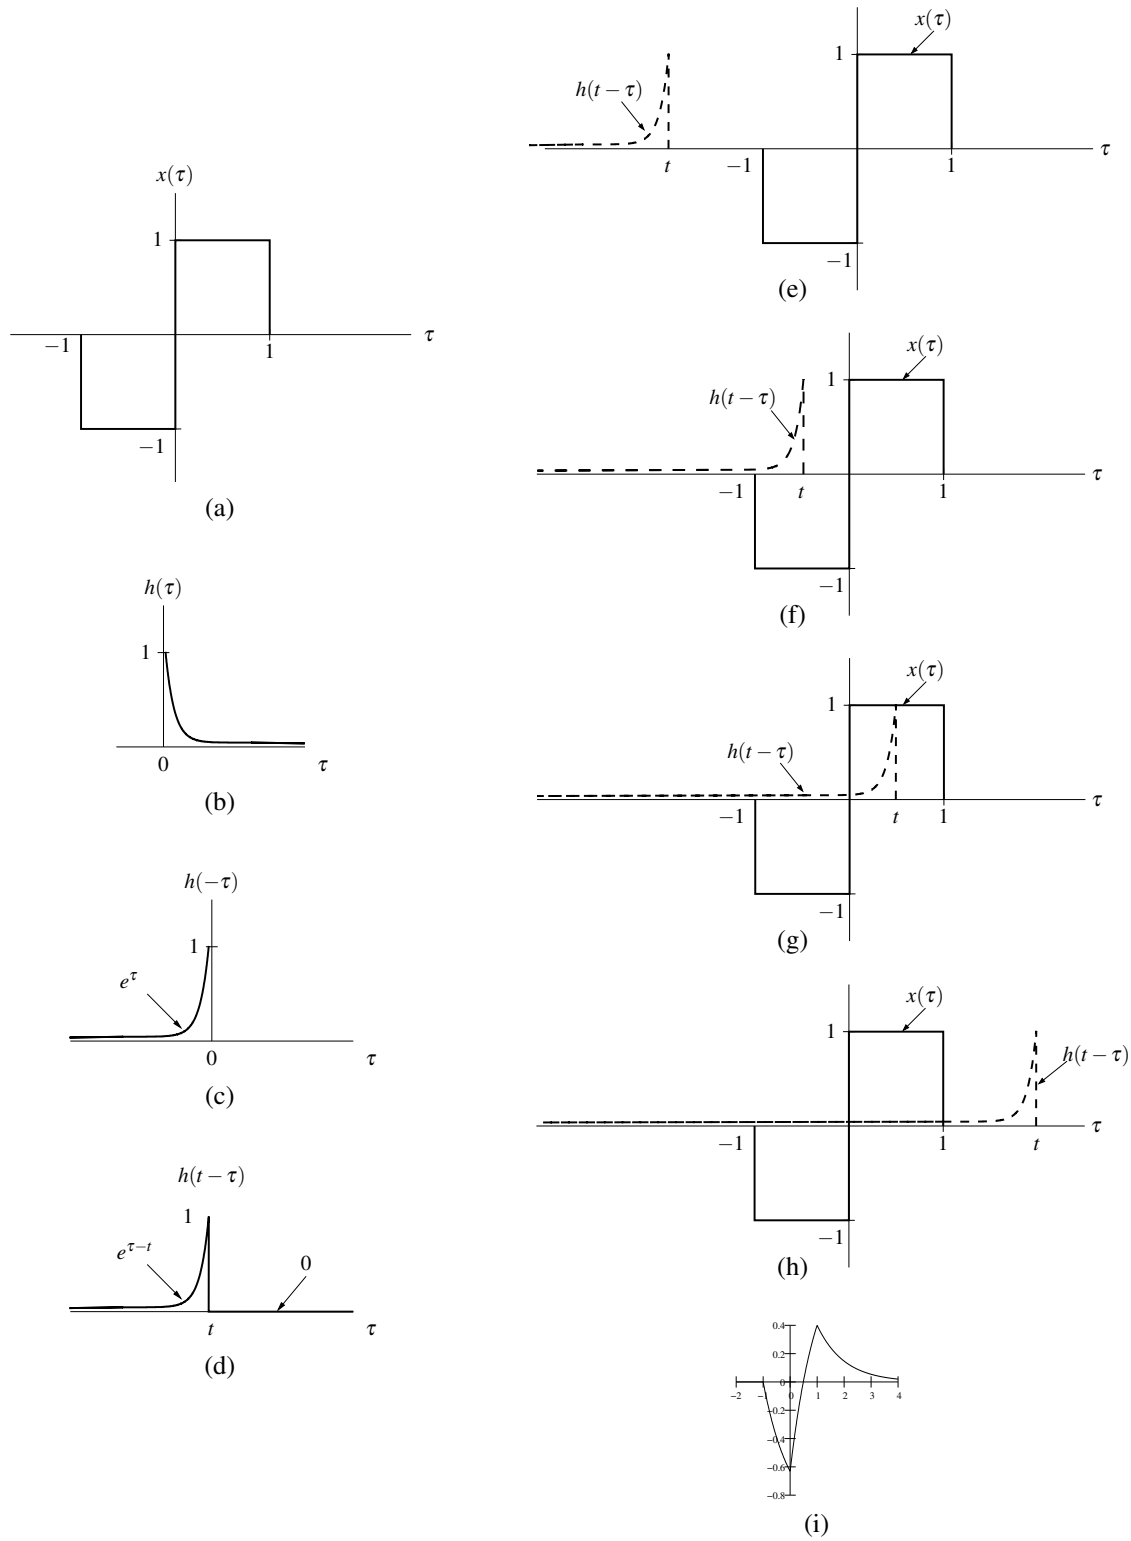 x(τ)
1
−1
1
τ
−1
(a)
h(τ)
1
0
τ
(b)
h(−τ)
1
e^τ
0
τ
(c)
h(t − τ)
1
e^{τ−t}
0
t
τ
(d)
x(τ)
1
h(t − τ)
−1
t
1
τ
−1
(e)
x(τ)
1
h(t − τ)
−1
t
1
τ
−1
(f)
x(τ)
1
h(t − τ)
−1
t
1
τ
−1
(g)
x(τ)
1
h(t − τ)
−1
1
t
τ
−1
(h)
0.4
0.2
0
−2 −1 0 1 2 3 4
−0.2
−0.4
−0.6
−0.8
(i)